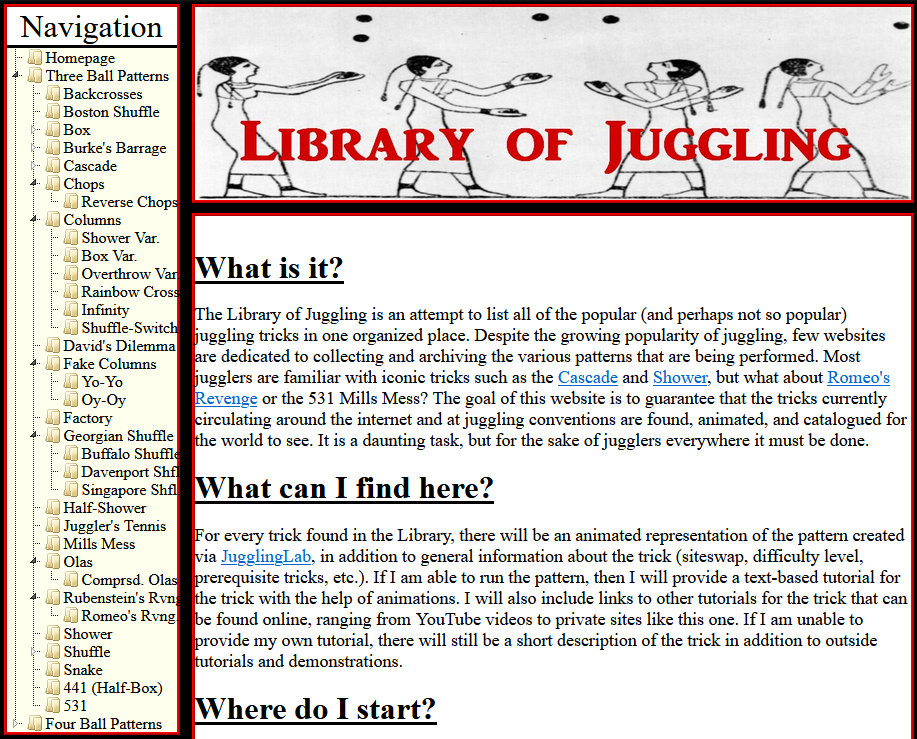 Navigation
Homepage
Three Ball Patterns
Backcrosses
Boston Shuffle
Box
Burke's Barrage
Cascade
Chops
Reverse Chops
Columns
Shower Var.
Box Var.
Overthrow Var
Rainbow Cross
Infinity
Shuffle-Switch
David's Dilemma
Fake Columns
Yo-Yo
Oy-Oy
Factory
Georgian Shuffle
Buffalo Shuffle
Davenport Shfl
Singapore Shfl
Half-Shower
Juggler's Tennis
Mills Mess
Olas
Comprsd. Olas
Rubenstein's Rvng
Romeo's Rvng.
Shower
Shuffle
Snake
441 (Half-Box)
531
Four Ball Patterns
Library of Juggling
What is it?
The Library of Juggling is an attempt to list all of the popular (and perhaps not so popular)
juggling tricks in one organized place. Despite the growing popularity of juggling, few websites
are dedicated to collecting and archiving the various patterns that are being performed. Most
jugglers are familiar with iconic tricks such as the Cascade and Shower, but what about Romeo's
Revenge or the 531 Mills Mess? The goal of this website is to guarantee that the tricks currently
circulating around the internet and at juggling conventions are found, animated, and catalogued for
the world to see. It is a daunting task, but for the sake of jugglers everywhere it must be done.
What can I find here?
For every trick found in the Library, there will be an animated representation of the pattern created
via JugglingLab, in addition to general information about the trick (siteswap, difficulty level,
prerequisite tricks, etc.). If I am able to run the pattern, then I will provide a text-based tutorial for
the trick with the help of animations. I will also include links to other tutorials for the trick that can
be found online, ranging from YouTube videos to private sites like this one. If I am unable to
provide my own tutorial, there will still be a short description of the trick in addition to outside
tutorials and demonstrations.
Where do I start?